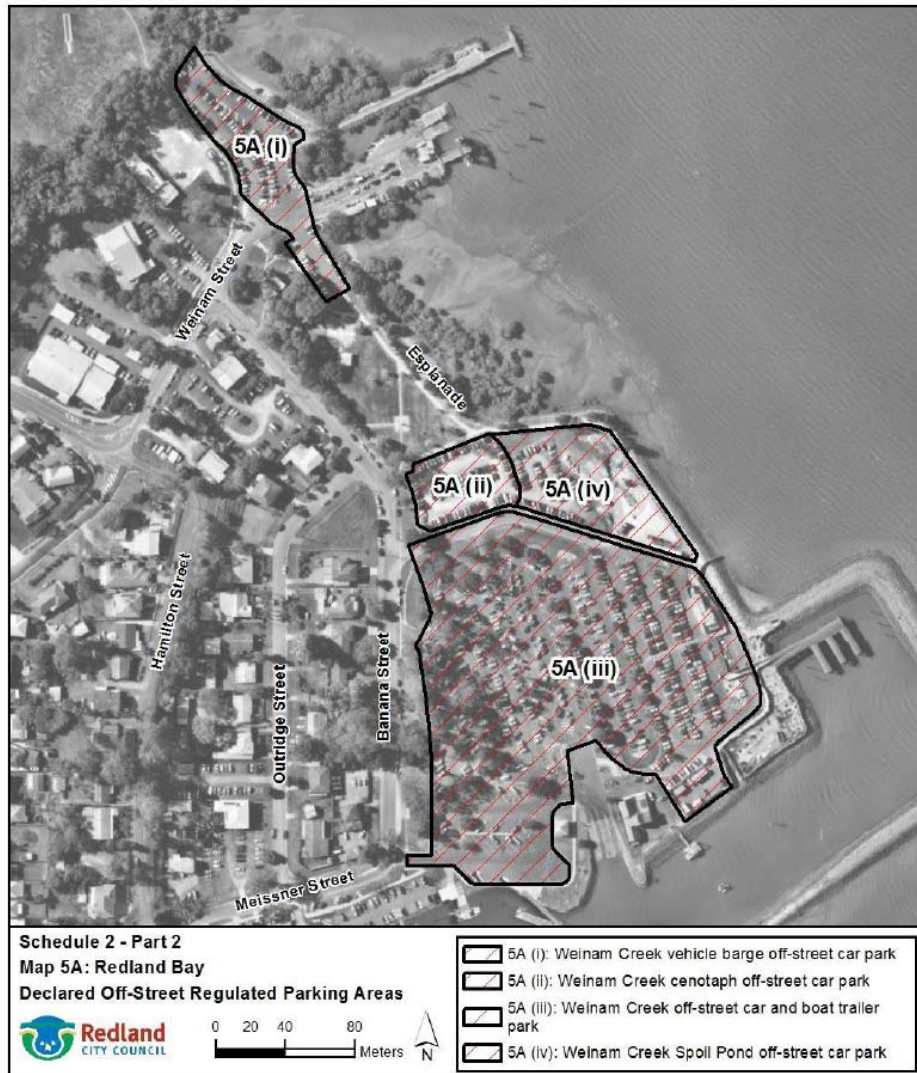 5A (i)
Weinam Street
Esplanade
5A (ii)
5A (iv)
Hamilton Street
5A (iii)
Banana Street
Outridge Street
Meissner Street
Schedule 2 - Part 2
Map 5A: Redland Bay
Declared Off-Street Regulated Parking Areas
Redland
CITY COUNCIL
0 20 40 80
Meters
N
5A (i): Weinam Creek vehicle barge off-street car park
5A (ii): Weinam Creek cenotaph off-street car park
5A (iii): Weinam Creek off-street car and boat trailer
park
5A (iv): Weinam Creek Spoil Pond off-street car park